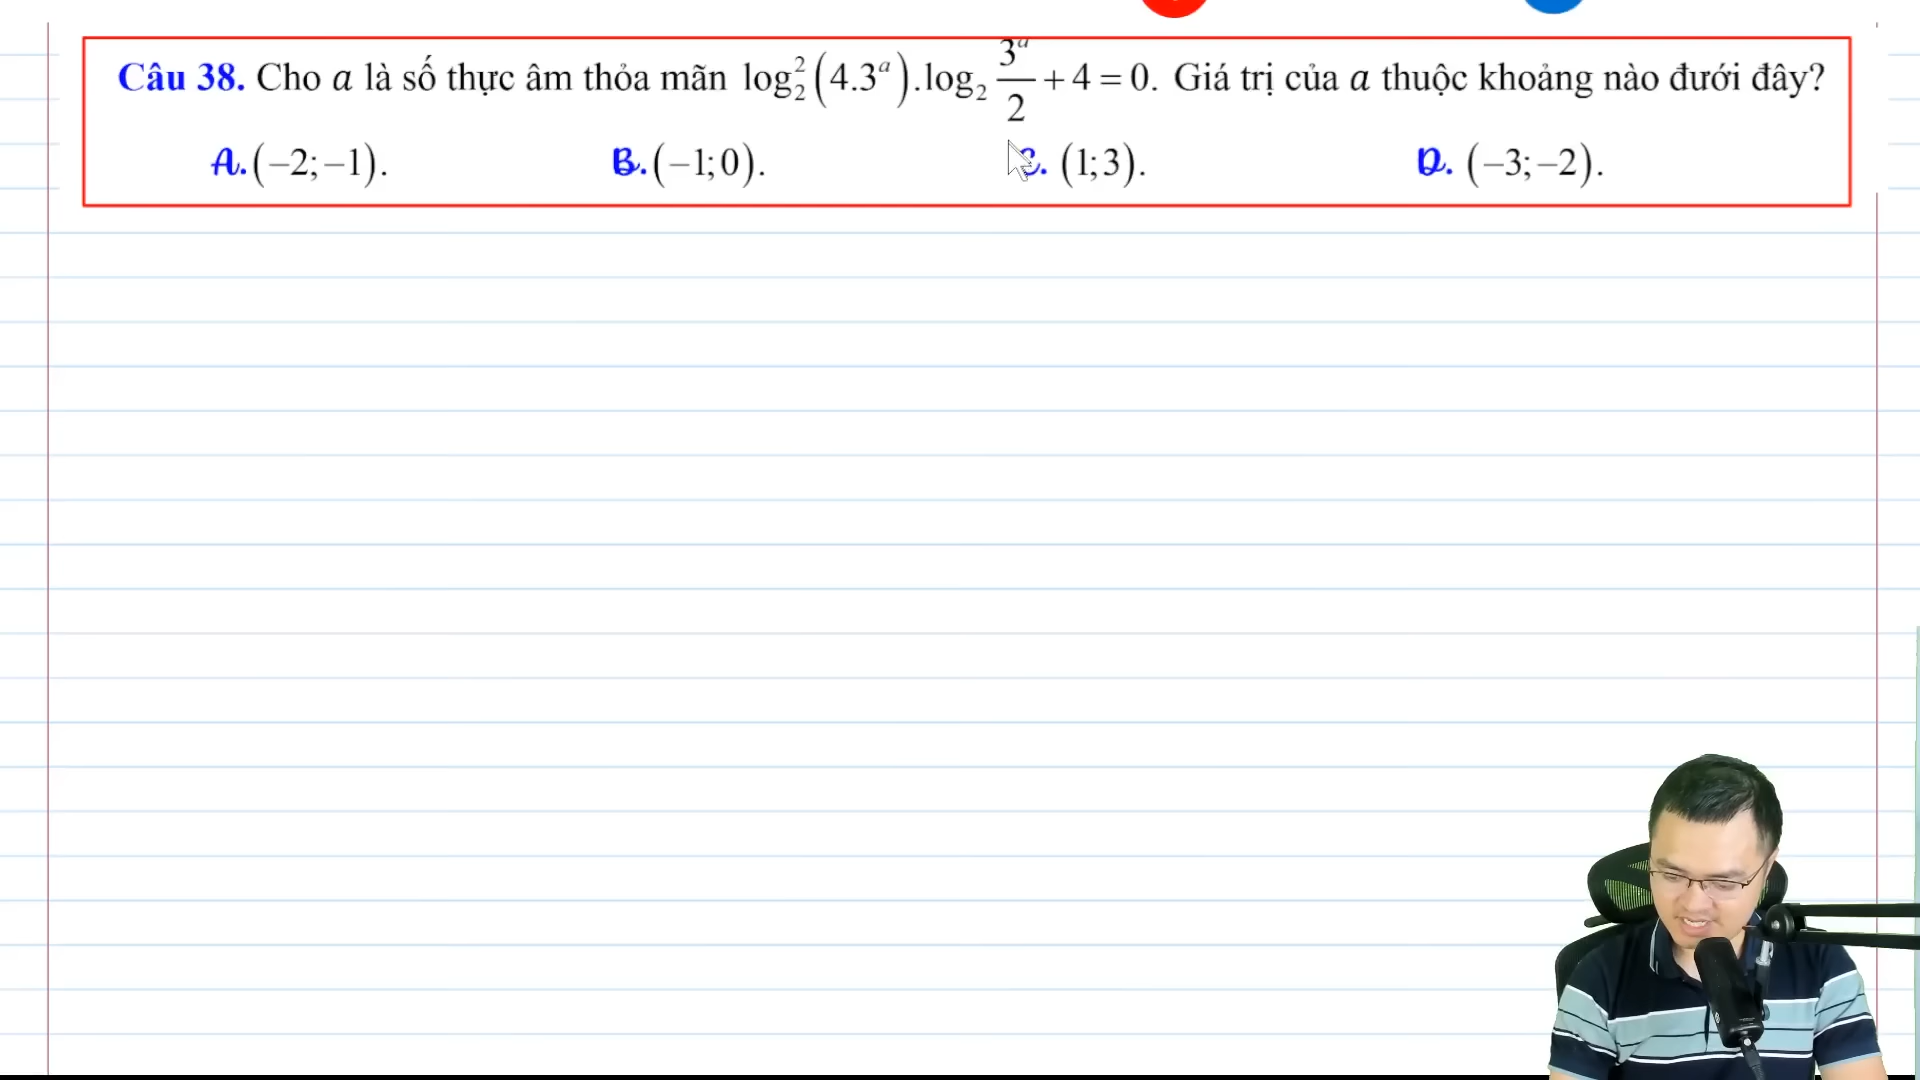 Câu 38. Cho a là số thực âm thỏa mãn log₂²(4.3ᵃ).log₂ 3ᵃ/2 + 4 = 0. Giá trị của a thuộc khoảng nào dưới đây?
A. (−2;−1). B. (−1;0). C. (1;3). D. (−3;−2).